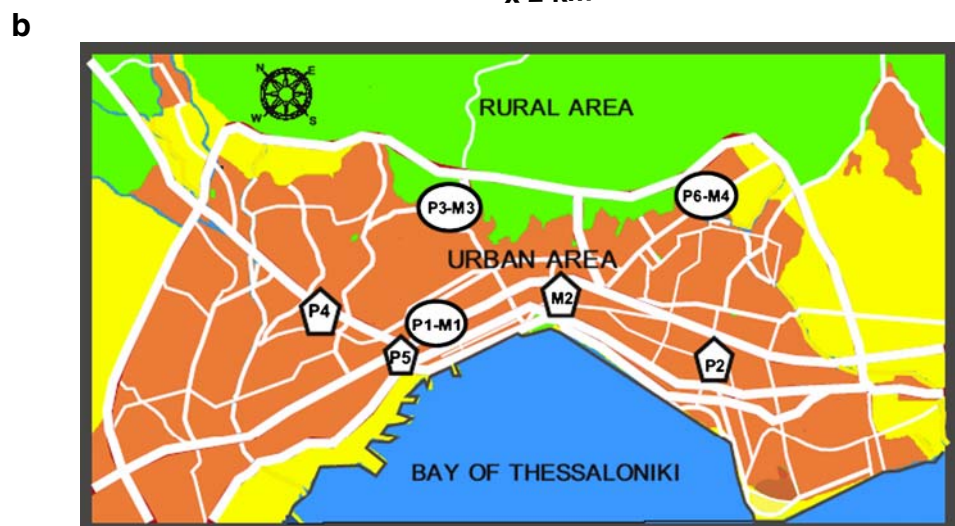 b
N E
W S
RURAL AREA
P3-M3
P6-M4
URBAN AREA
M2
P4
P1-M1
P5
P2
BAY OF THESSALONIKI